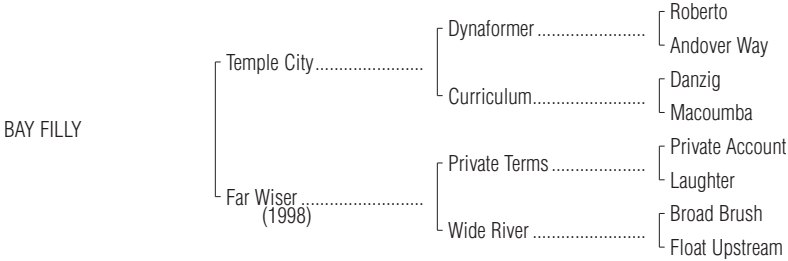 Roberto
Dynaformer
Andover Way
Temple City
Danzig
Curriculum
Macoumba
BAY FILLY
Private Account
Private Terms
Laughter
Far Wiser
(1998)
Broad Brush
Wide River
Float Upstream